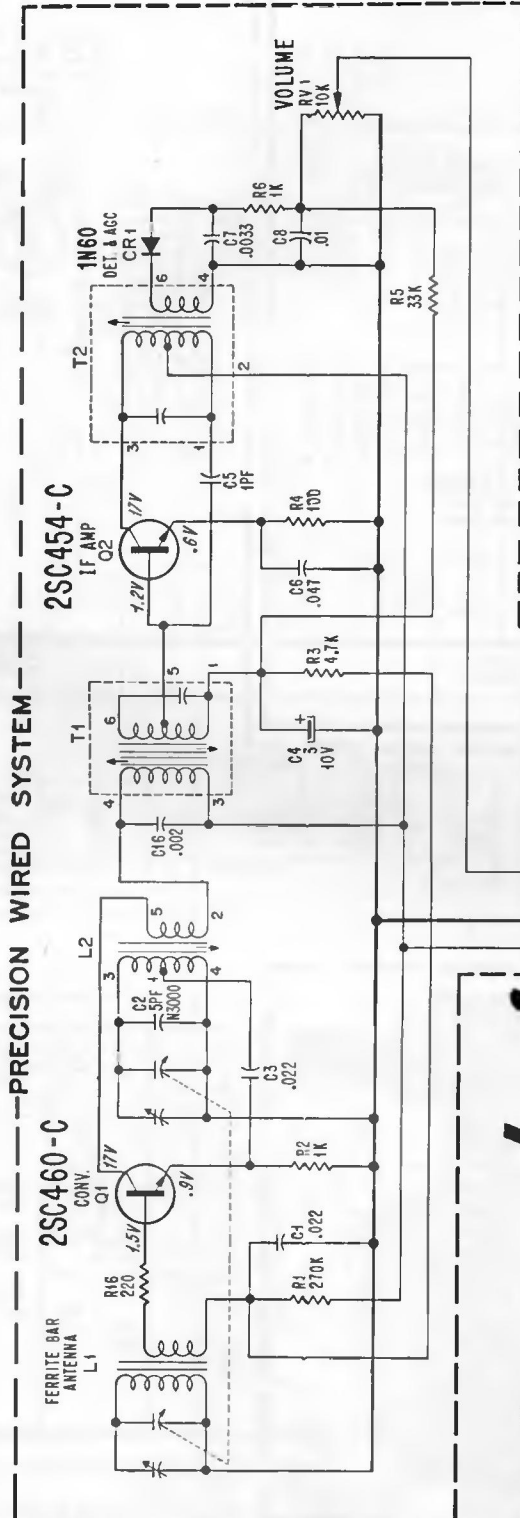 PRECISION WIRED SYSTEM
FERRITE BAR
ANTENNA
L1
R16
220
2SC460-C
CONV.
Q1
1.5V
17V
.9V
R1
270K
C1
.022
R2
1K
C3
.022
C2
5PF
N3000
L2
3
4
5
2
C16
.002
T1
4
3
6
5
1
2SC454-C
IF AMP
Q2
1.2V
17V
.6V
C4
3
10V
+
R3
4.7K
C6
.047
R4
100
C5
1PF
T2
3
1
2
6
4
1N60
DET. & AGC
CR1
C7
.0033
R6
1K
C8
.01
R5
33K
VOLUME
RV1
10K